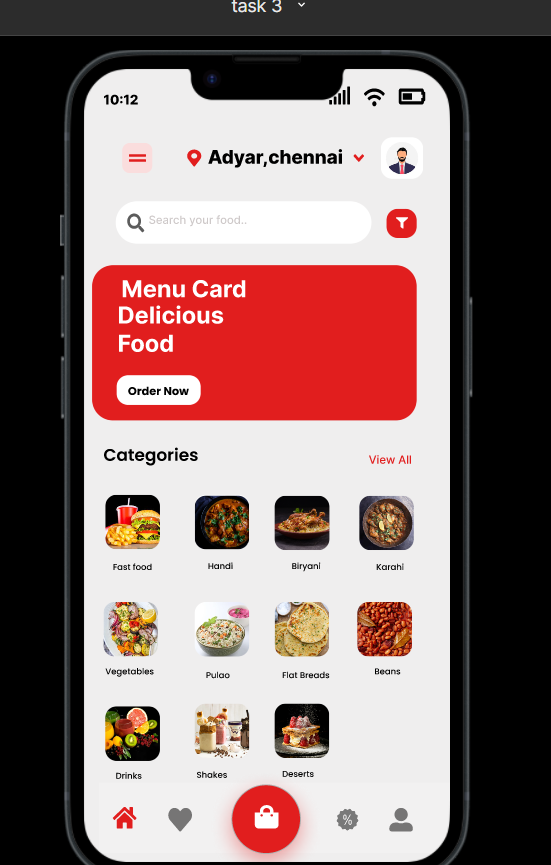 task 3
10:12
Adyar,chennai
Search your food..
Menu Card
Delicious
Food
Order Now
Categories
View All
Fast food
Handi
Biryani
Karahi
Vegetables
Pulao
Flat Breads
Beans
Drinks
Shakes
Deserts
%